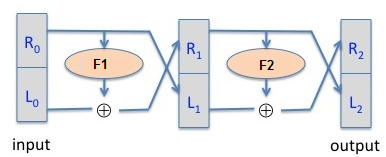 R0 F1 R1 F2 R2
L0 ⊕ L1 ⊕ L2
input output